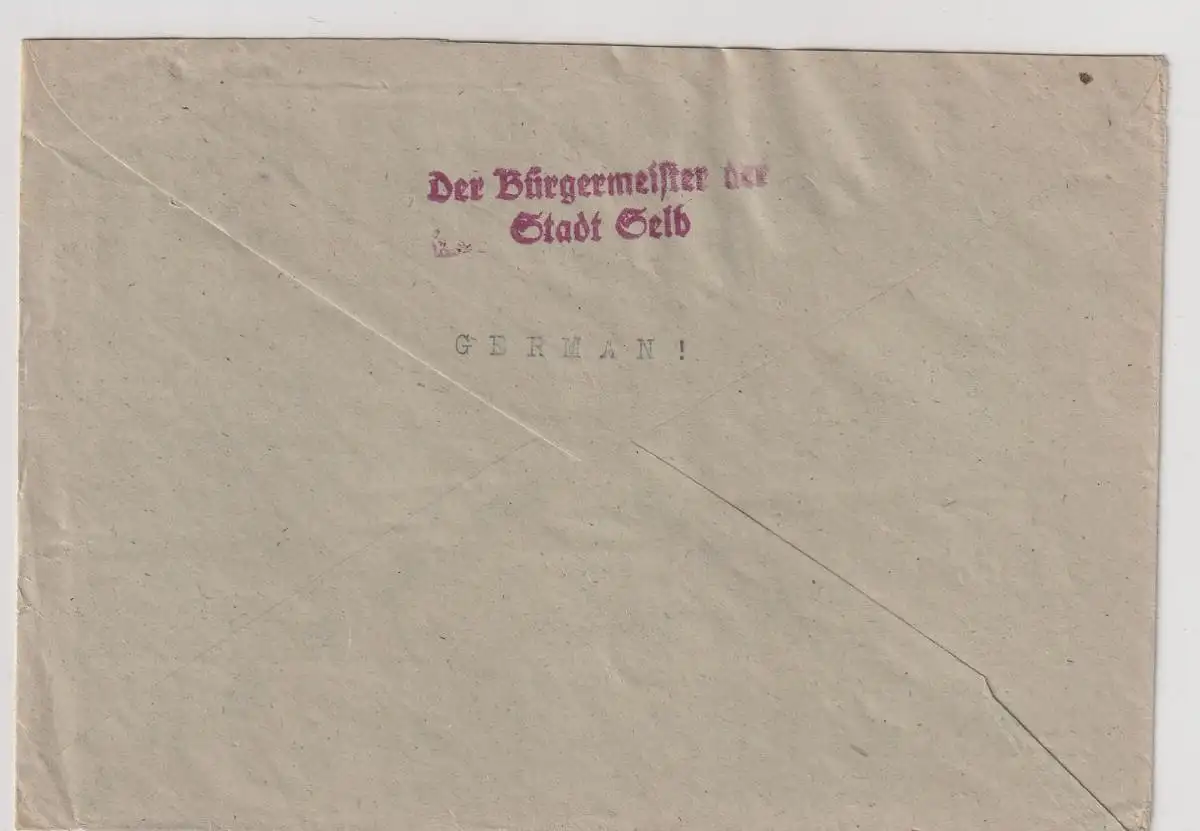 Der Bürgermeister der
Stadt Selb
GERMAN!